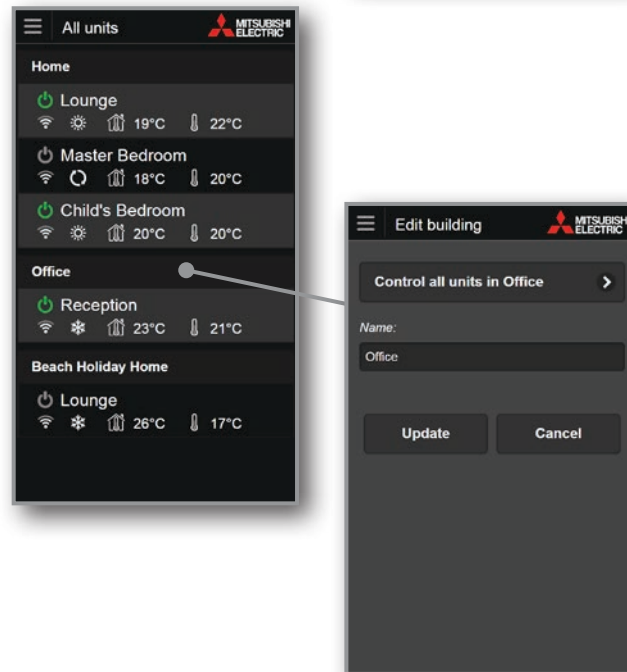 All units
MITSUBISHI
ELECTRIC
Home
Lounge
19°C 22°C
Master Bedroom
18°C 20°C
Child's Bedroom
20°C 20°C
Office
Reception
23°C 21°C
Beach Holiday Home
Lounge
26°C 17°C
Edit building
MITSUBISHI
ELECTRIC
Control all units in Office
Name:
Office
Update Cancel